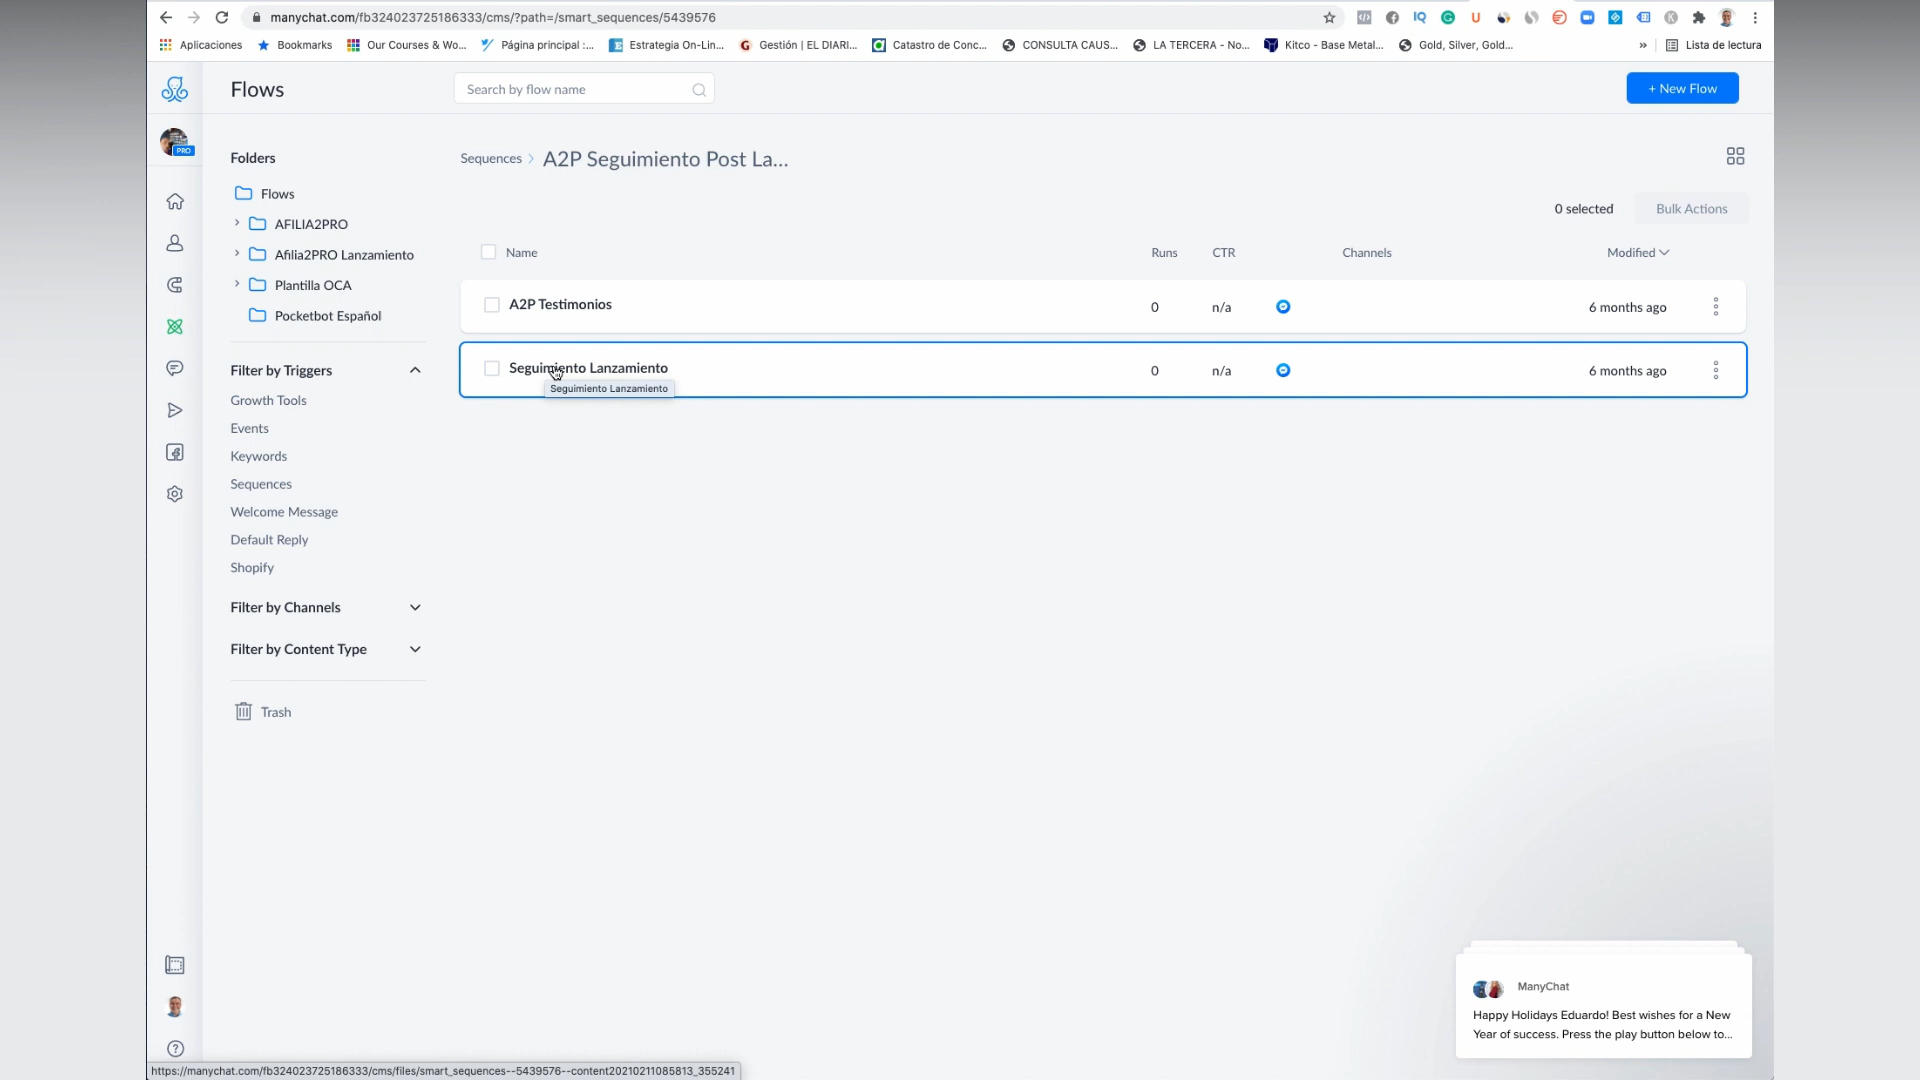 manychat.com/fb324023725186333/cms/?path=/smart_sequences/5439576
Aplicaciones Bookmarks Our Courses & Wo... Página principal :... Estrategia On-Lin... Gestión | EL DIARI... Catastro de Conc... CONSULTA CAUS... LA TERCERA - No... Kitco - Base Metal... Gold, Silver, Gold... » Lista de lectura
Flows
Search by flow name
+ New Flow
PRO
Folders
Flows
AFILIA2PRO
Afilia2PRO Lanzamiento
Plantilla OCA
Pocketbot Español
Filter by Triggers
Growth Tools
Events
Keywords
Sequences
Welcome Message
Default Reply
Shopify
Filter by Channels
Filter by Content Type
Trash
Sequences > A2P Seguimiento Post La...
0 selected Bulk Actions
Name Runs CTR Channels Modified
A2P Testimonios 0 n/a 6 months ago
Seguimiento Lanzamiento 0 n/a 6 months ago
Seguimiento Lanzamiento
ManyChat
Happy Holidays Eduardo! Best wishes for a New
Year of success. Press the play button below to...
https://manychat.com/fb324023725186333/cms/files/smart_sequences--5439576--content20210211085813_355241